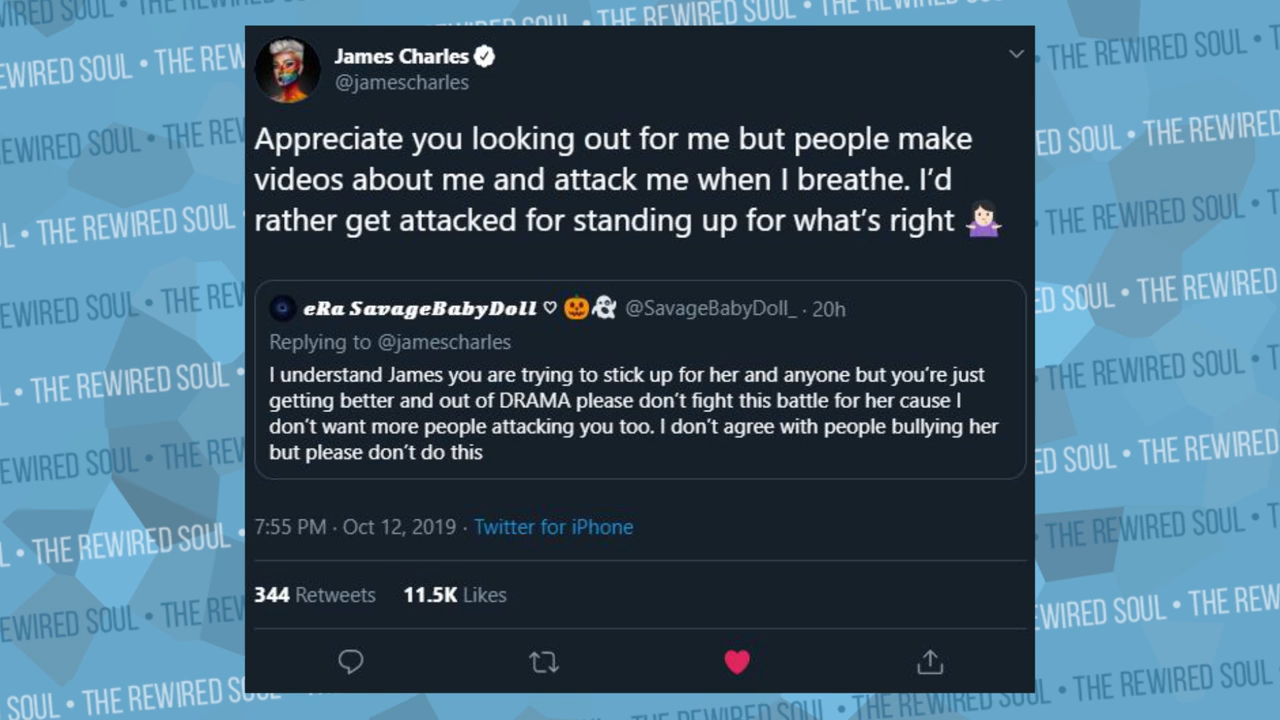 James Charles
@jamescharles
Appreciate you looking out for me but people make
videos about me and attack me when I breathe. I'd
rather get attacked for standing up for what's right 🤷🏻‍♀️
eRa SavageBabyDoll ♡ 🎃👻 @SavageBabyDoll_ · 20h
Replying to @jamescharles
I understand James you are trying to stick up for her and anyone but you're just
getting better and out of DRAMA please don't fight this battle for her cause I
don't want more people attacking you too. I don't agree with people bullying her
but please don't do this
7:55 PM · Oct 12, 2019 · Twitter for iPhone
344 Retweets 11.5K Likes
THE REWIRED SOUL • THE REWIRED SOUL